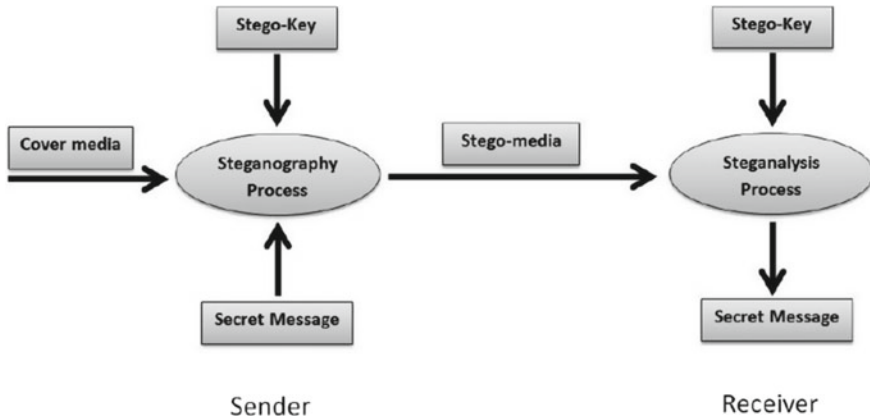 Stego-Key
Stego-Key
Cover media
Stego-media
Steganography
Process
Steganalysis
Process
Secret Message
Secret Message
Sender
Receiver